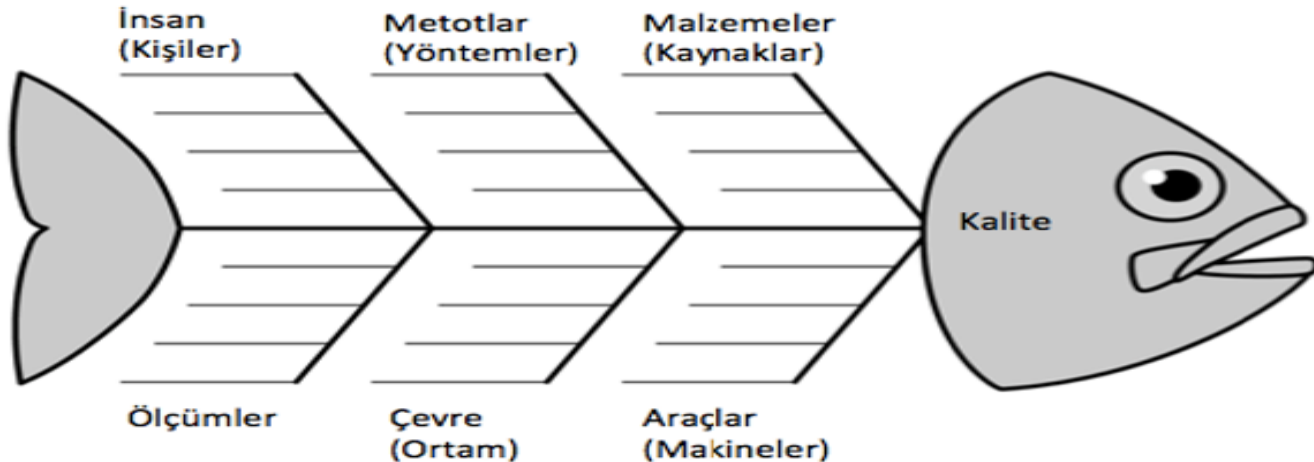 İnsan
(Kişiler)
Metotlar
(Yöntemler)
Malzemeler
(Kaynaklar)
Kalite
Ölçümler
Çevre
(Ortam)
Araçlar
(Makineler)